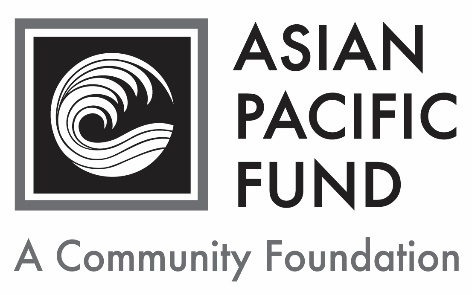 ASIAN
PACIFIC
FUND
A Community Foundation